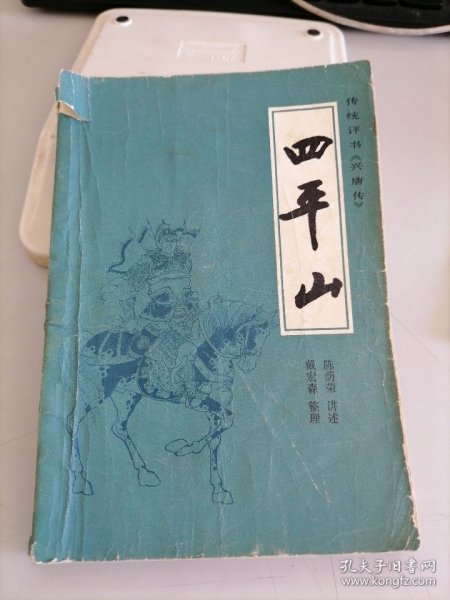 传统评书《兴唐传》
四平山
陈荫荣 讲述
戴宏森 整理
孔夫子旧书网
www.kongfz.com